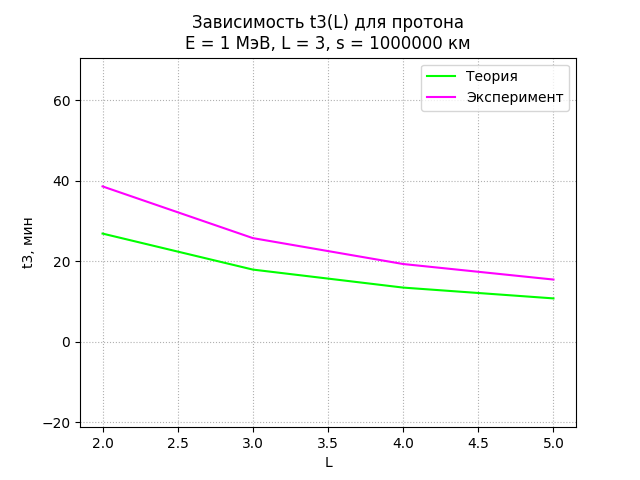 Зависимость t3(L) для протона
E = 1 МэВ, L = 3, s = 1000000 км
Теория
Эксперимент
60
40
20
0
−20
t3, мин
2.0 2.5 3.0 3.5 4.0 4.5 5.0
L